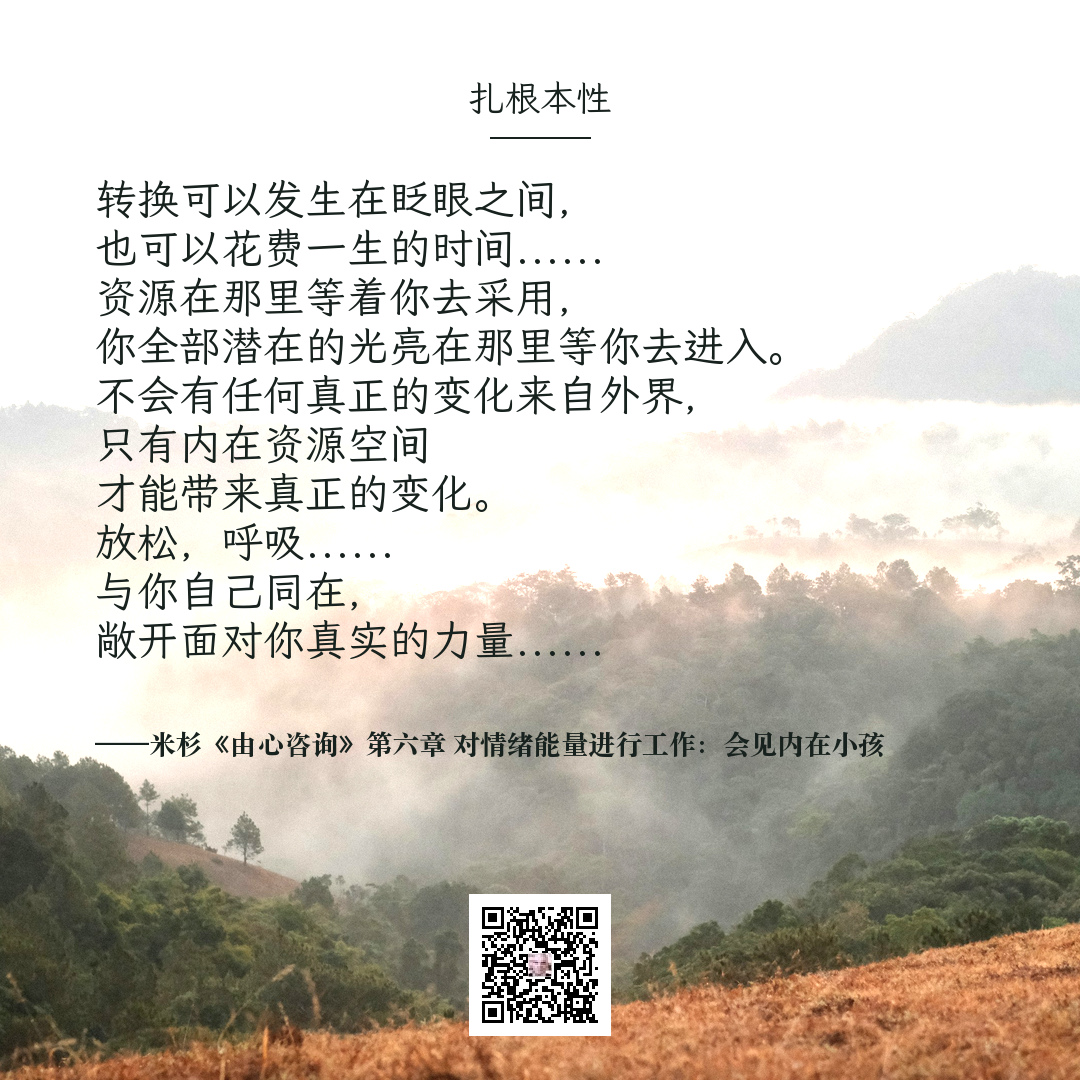 扎根本性
转换可以发生在眨眼之间，
也可以花费一生的时间……
资源在那里等着你去采用，
你全部潜在的光亮在那里等你去进入。
不会有任何真正的变化来自外界，
只有内在资源空间
才能带来真正的变化。
放松，呼吸……
与你自己同在，
敞开面对你真实的力量……
——米杉《由心咨询》第六章 对情绪能量进行工作：会见内在小孩